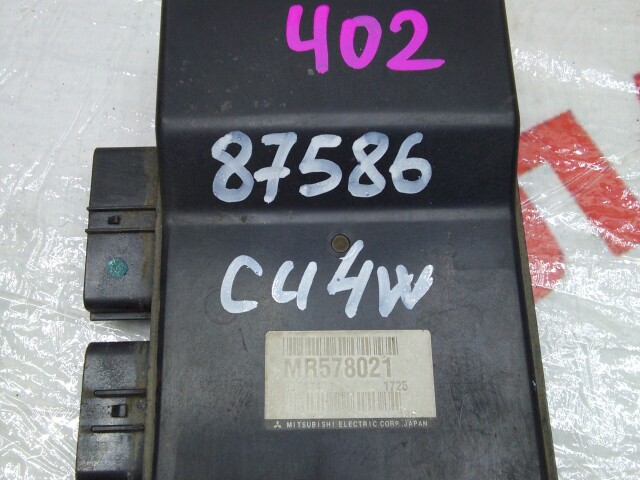 402
87586
CU4W
MR578021
1725
MITSUBISHI ELECTRIC CORP. JAPAN